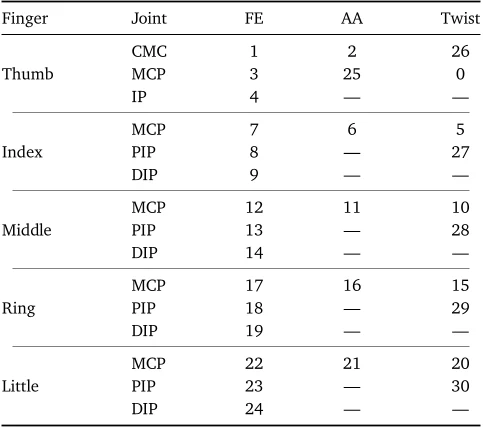 Finger Joint FE AA Twist
CMC 1 2 26
Thumb MCP 3 25 0
IP 4 — —
MCP 7 6 5
Index PIP 8 — 27
DIP 9 — —
MCP 12 11 10
Middle PIP 13 — 28
DIP 14 — —
MCP 17 16 15
Ring PIP 18 — 29
DIP 19 — —
MCP 22 21 20
Little PIP 23 — 30
DIP 24 — —